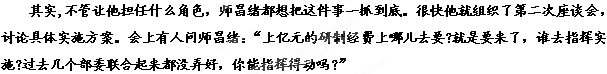 其实,不管让他担任什么角色，师昌绪都想把这件事一抓到底。很快他就组织了第二次座谈会，
讨论具体实施方案。会上有人问师昌绪：“上亿元的研制经费上哪儿去要?就是要来了，谁去指挥实
施?过去几个部委联合起来都没弄好，你能指挥得动吗？”